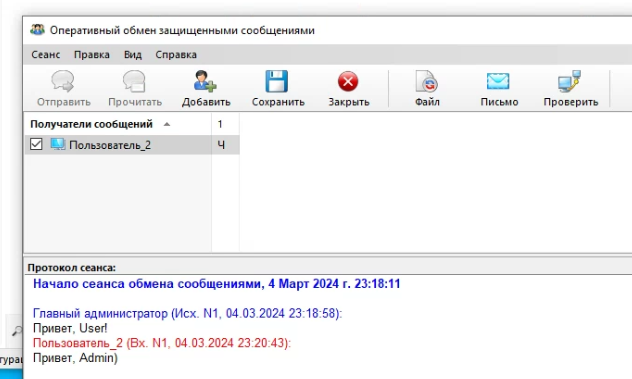 Оперативный обмен защищенными сообщениями
Сеанс Правка Вид Справка
Отправить Прочитать Добавить Сохранить Закрыть Файл Письмо Проверить
Получатели сообщений 1
Пользователь_2 Ч
Протокол сеанса:
Начало сеанса обмена сообщениями, 4 Март 2024 г. 23:18:11
Главный администратор (Исх. N1, 04.03.2024 23:18:58):
Привет, User!
Пользователь_2 (Вх. N1, 04.03.2024 23:20:43):
Привет, Admin)